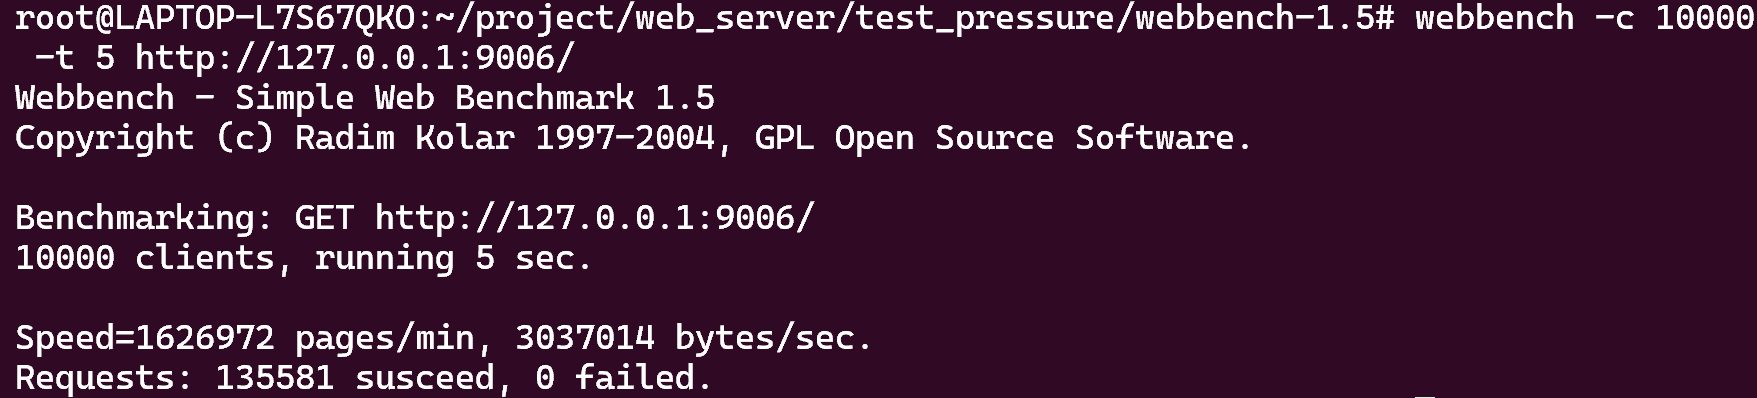 root@LAPTOP-L7S67QKO:~/project/web_server/test_pressure/webbench-1.5# webbench -c 10000
 -t 5 http://127.0.0.1:9006/
Webbench - Simple Web Benchmark 1.5
Copyright (c) Radim Kolar 1997-2004, GPL Open Source Software.

Benchmarking: GET http://127.0.0.1:9006/
10000 clients, running 5 sec.

Speed=1626972 pages/min, 3037014 bytes/sec.
Requests: 135581 susceed, 0 failed.